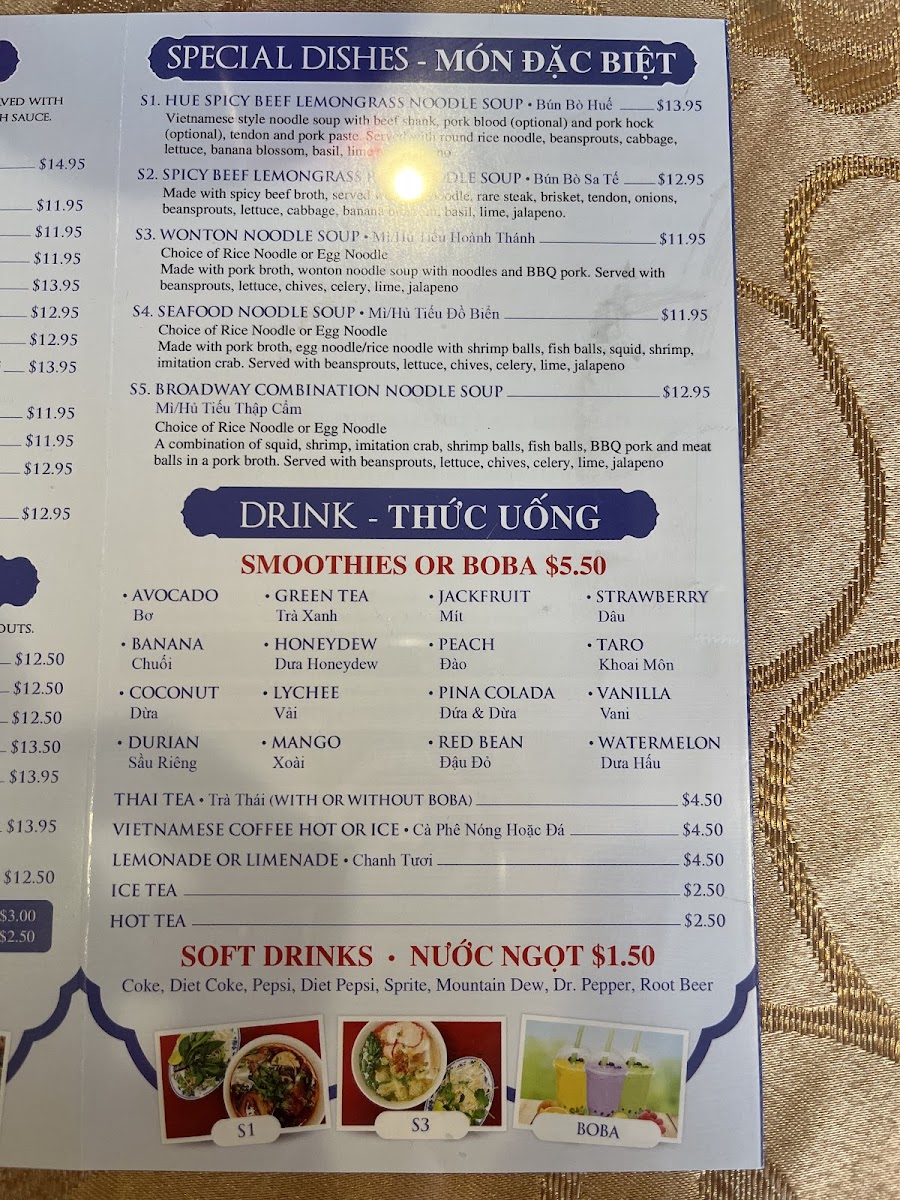 VED WITH
H SAUCE.
$14.95
$11.95
$11.95
$11.95
$13.95
$12.95
$12.95
$13.95
$11.95
$11.95
$12.95
$12.95
OUTS.
$12.50
$12.50
$12.50
$13.50
$13.95
$13.95
$12.50
$3.00
$2.50
SPECIAL DISHES - MÓN ĐẶC BIỆT
S1. HUE SPICY BEEF LEMONGRASS NOODLE SOUP • Bún Bò Huế $13.95
Vietnamese style noodle soup with beef shank, pork blood (optional) and pork hock
(optional), tendon and pork paste. Served with round rice noodle, beansprouts, cabbage,
lettuce, banana blossom, basil, lime
S2. SPICY BEEF LEMONGRASS SOUP • Bún Bò Sa Tế $12.95
Made with spicy beef broth, served noodle, rare steak, brisket, tendon, onions,
beansprouts, lettuce, cabbage, banana basil, lime, jalapeno.
S3. WONTON NOODLE SOUP • Mì/Hủ Tiếu Hoành Thánh $11.95
Choice of Rice Noodle or Egg Noodle
Made with pork broth, wonton noodle soup with noodles and BBQ pork. Served with
beansprouts, lettuce, chives, celery, lime, jalapeno
S4. SEAFOOD NOODLE SOUP • Mì/Hủ Tiếu Đồ Biển $11.95
Choice of Rice Noodle or Egg Noodle
Made with pork broth, egg noodle/rice noodle with shrimp balls, fish balls, squid, shrimp,
imitation crab. Served with beansprouts, lettuce, chives, celery, lime, jalapeno
S5. BROADWAY COMBINATION NOODLE SOUP $12.95
Mì/Hủ Tiếu Thập Cẩm
Choice of Rice Noodle or Egg Noodle
A combination of squid, shrimp, imitation crab, shrimp balls, fish balls, BBQ pork and meat
balls in a pork broth. Served with beansprouts, lettuce, chives, celery, lime, jalapeno
DRINK - THỨC UỐNG
SMOOTHIES OR BOBA $5.50
• AVOCADO • GREEN TEA • JACKFRUIT • STRAWBERRY
Bơ Trà Xanh Mít Dâu
• BANANA • HONEYDEW • PEACH • TARO
Chuối Dưa Honeydew Đào Khoai Môn
• COCONUT • LYCHEE • PINA COLADA • VANILLA
Dừa Vải Dứa & Dừa Vani
• DURIAN • MANGO • RED BEAN • WATERMELON
Sầu Riêng Xoài Đậu Đỏ Dưa Hấu
THAI TEA • Trà Thái (WITH OR WITHOUT BOBA) $4.50
VIETNAMESE COFFEE HOT OR ICE • Cà Phê Nóng Hoặc Đá $4.50
LEMONADE OR LIMENADE • Chanh Tươi $4.50
ICE TEA $2.50
HOT TEA $2.50
SOFT DRINKS • NƯỚC NGỌT $1.50
Coke, Diet Coke, Pepsi, Diet Pepsi, Sprite, Mountain Dew, Dr. Pepper, Root Beer
S1 S3 BOBA